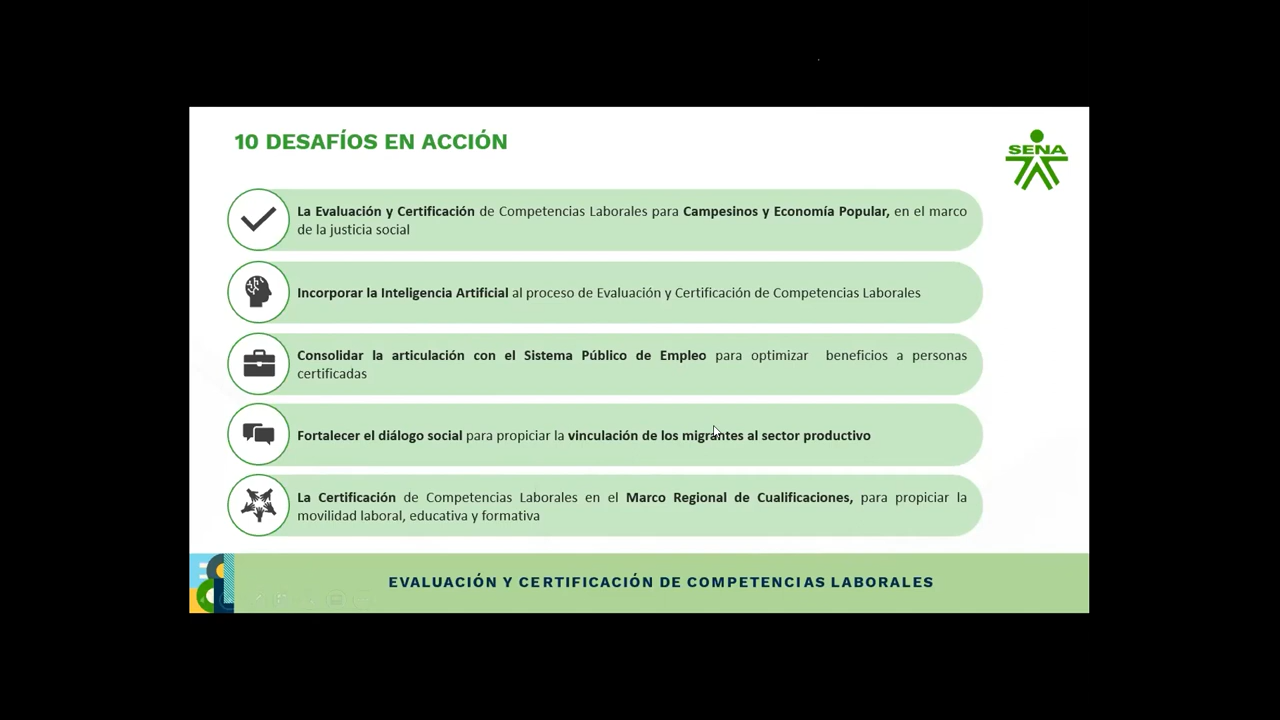 10 DESAFÍOS EN ACCIÓN
SENA
La Evaluación y Certificación de Competencias Laborales para Campesinos y Economía Popular, en el marco
de la justicia social
Incorporar la Inteligencia Artificial al proceso de Evaluación y Certificación de Competencias Laborales
Consolidar la articulación con el Sistema Público de Empleo para optimizar beneficios a personas
certificadas
Fortalecer el diálogo social para propiciar la vinculación de los migrantes al sector productivo
La Certificación de Competencias Laborales en el Marco Regional de Cualificaciones, para propiciar la
movilidad laboral, educativa y formativa
EVALUACIÓN Y CERTIFICACIÓN DE COMPETENCIAS LABORALES